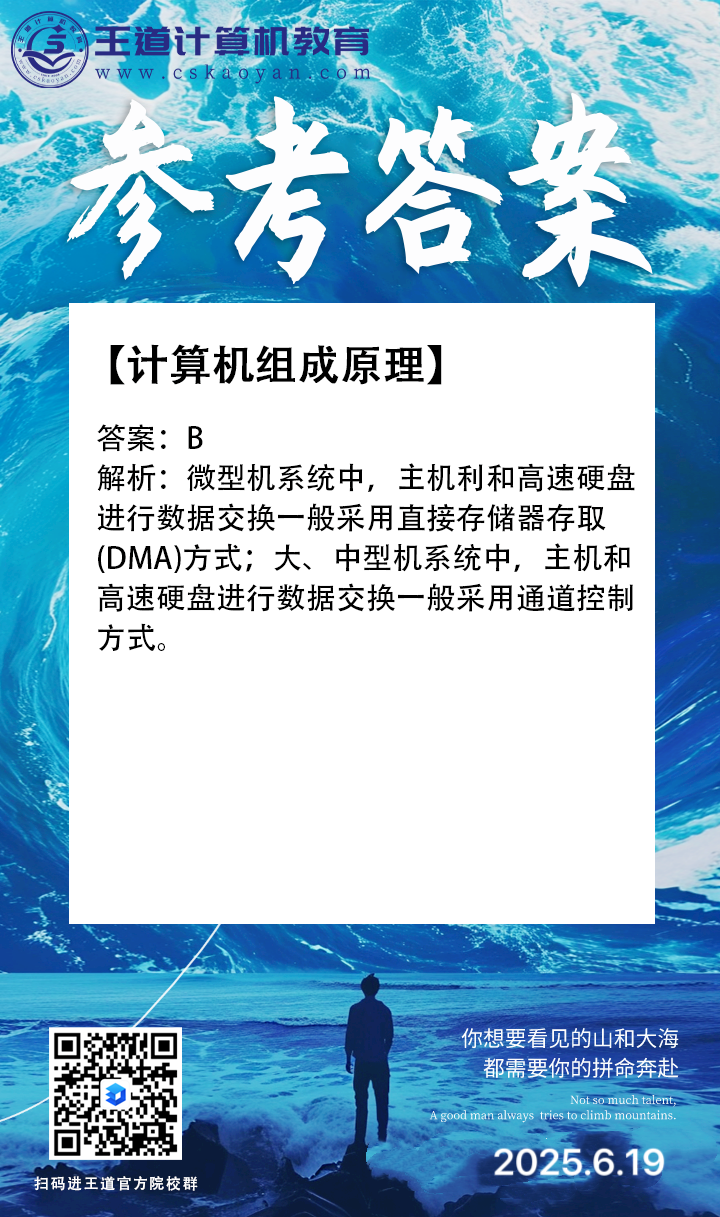 王道计算机教育
www.cskaoyan.com
参考答案
【计算机组成原理】
答案：B
解析：微型机系统中，主机利和高速硬盘
进行数据交换一般采用直接存储器存取
(DMA)方式；大、中型机系统中，主机和
高速硬盘进行数据交换一般采用通道控制
方式。
你想要看见的山和大海
都需要你的拼命奔赴
Not so much talent,
A good man always tries to climb mountains.
2025.6.19
扫码进王道官方院校群